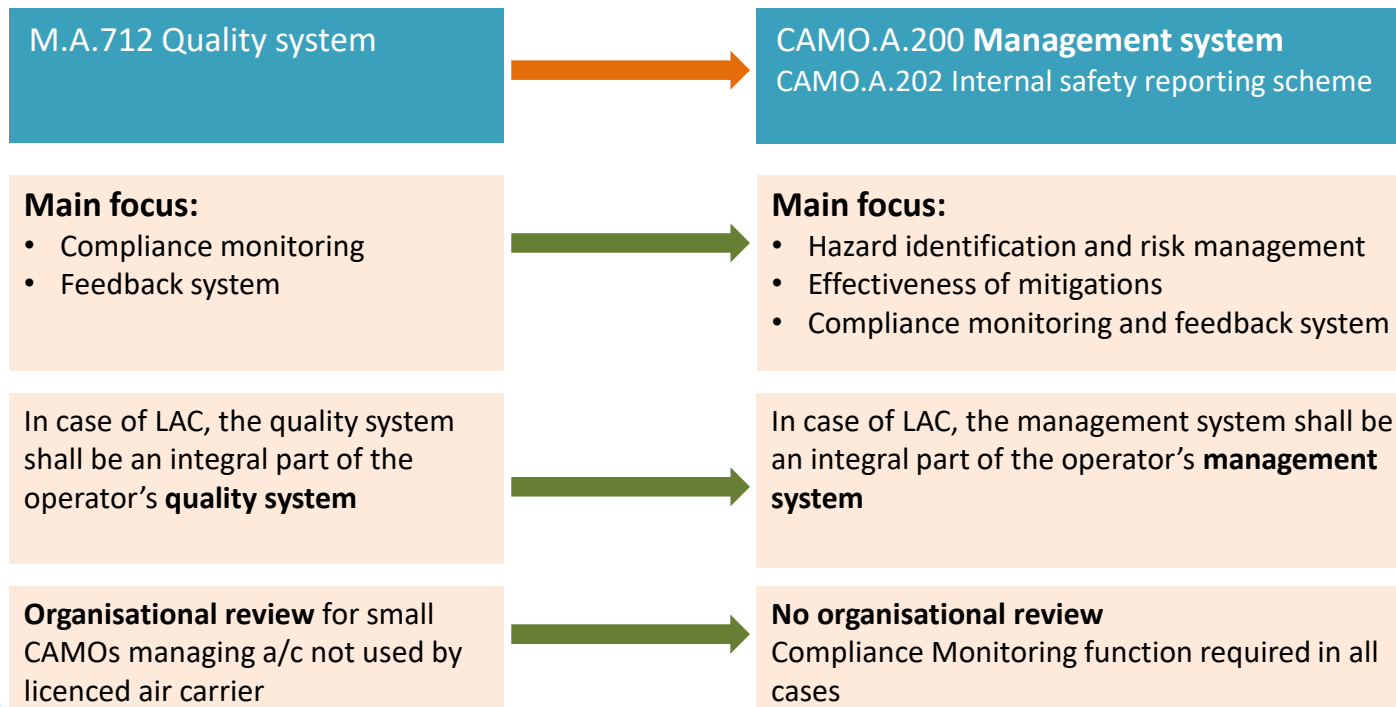 M.A.712 Quality system
CAMO.A.200 Management system
CAMO.A.202 Internal safety reporting scheme
Main focus:
• Compliance monitoring
• Feedback system
Main focus:
• Hazard identification and risk management
• Effectiveness of mitigations
• Compliance monitoring and feedback system
In case of LAC, the quality system
shall be an integral part of the
operator’s quality system
In case of LAC, the management system shall be
an integral part of the operator’s management
system
Organisational review for small
CAMOs managing a/c not used by
licenced air carrier
No organisational review
Compliance Monitoring function required in all
cases